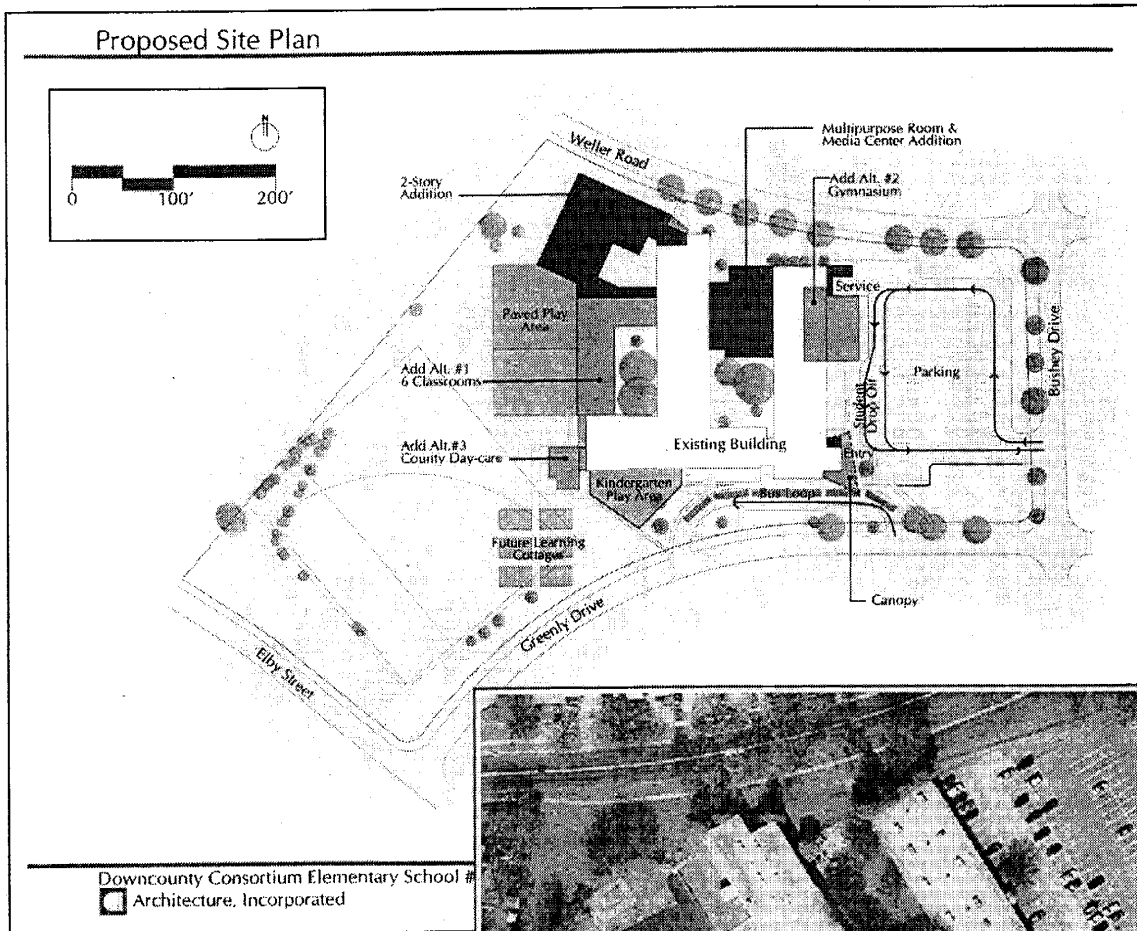 Proposed Site Plan
N
0 100' 200'
Weller Road
Multipurpose Room &
Media Center Addition
2-Story
Addition
Add Alt. #2
Gymnasium
Service
Paved Play
Area
Bushey Drive
Add Alt. #1
6 Classrooms
Parking
Student
Drop Off
Add Alt.#3
County Day-care
Existing Building
Entry
Kindergarten
Play Area
Bus Loop
Future Learning
Cottages
Canopy
Greenly Drive
Elby Street
Downcounty Consortium Elementary School #
Architecture, Incorporated